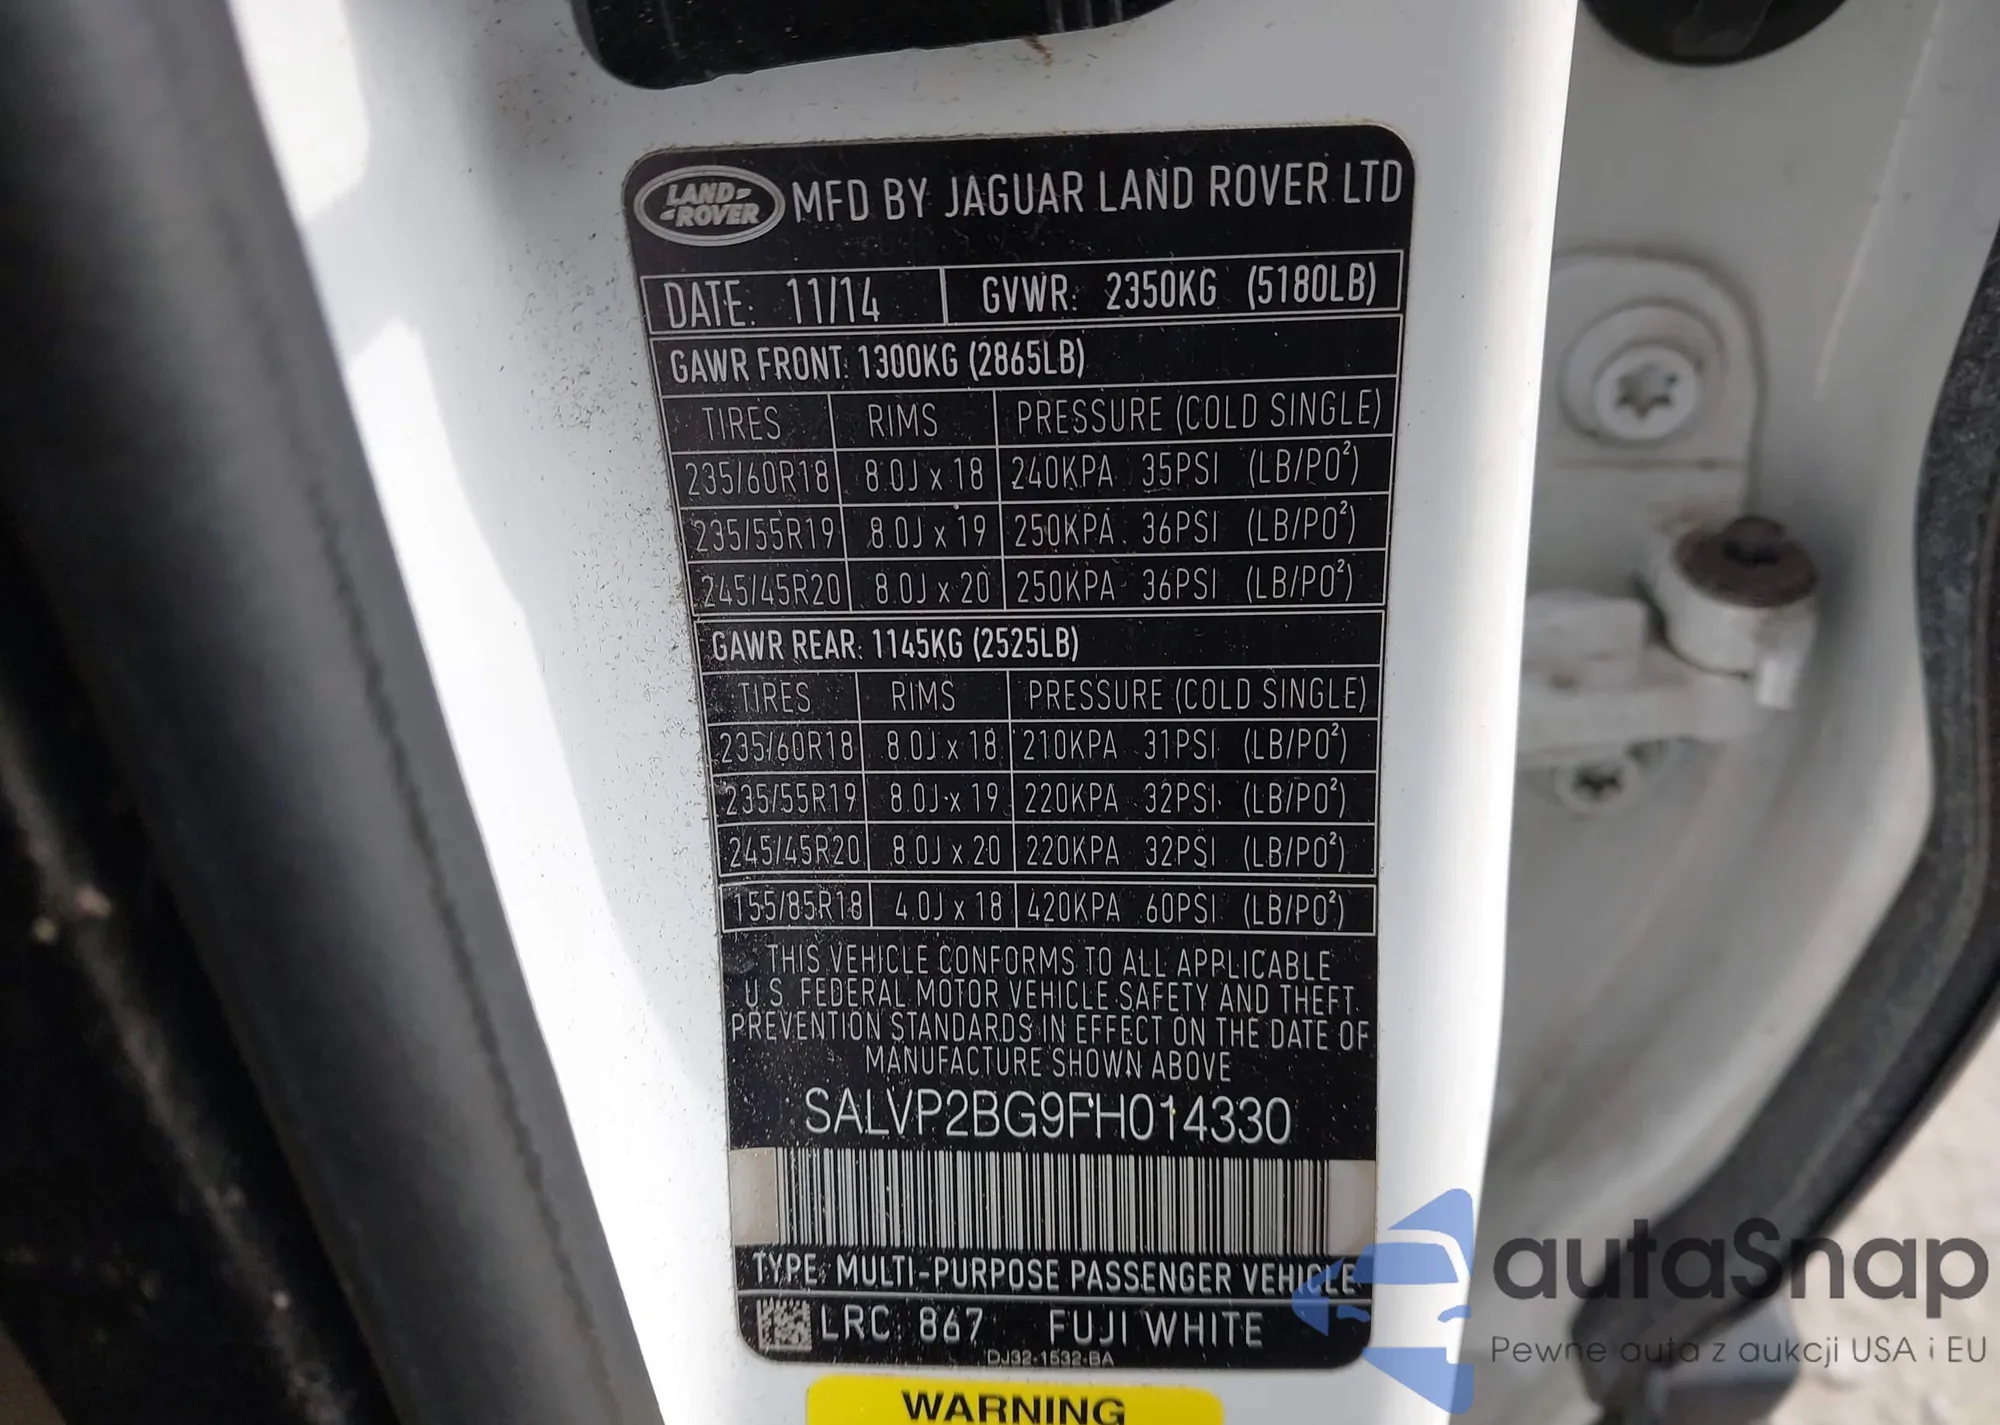 LAND-
-ROVER
MFD BY JAGUAR LAND ROVER LTD
DATE: 11/14 GVWR: 2350KG (5180LB)
GAWR FRONT: 1300KG (2865LB)
TIRES RIMS PRESSURE (COLD SINGLE)
235/60R18 8.0J x 18 240KPA 35PSI (LB/PO²)
235/55R19 8.0J x 19 250KPA 36PSI (LB/PO²)
245/45R20 8.0J x 20 250KPA 36PSI (LB/PO²)
GAWR REAR: 1145KG (2525LB)
TIRES RIMS PRESSURE (COLD SINGLE)
235/60R18 8.0J x 18 210KPA 31PSI (LB/PO²)
235/55R19 8.0J x 19 220KPA 32PSI (LB/PO²)
245/45R20 8.0J x 20 220KPA 32PSI (LB/PO²)
155/85R18 4.0J x 18 420KPA 60PSI (LB/PO²)
THIS VEHICLE CONFORMS TO ALL APPLICABLE
U.S. FEDERAL MOTOR VEHICLE SAFETY AND THEFT
PREVENTION STANDARDS IN EFFECT ON THE DATE OF
MANUFACTURE SHOWN ABOVE
SALVP2BG9FH014330
TYPE: MULTI-PURPOSE PASSENGER VEHICLE
LRC 867 FUJI WHITE
DJ32-1532-BA
WARNING
autaSnap
Pewne auta z aukcji USA i EU